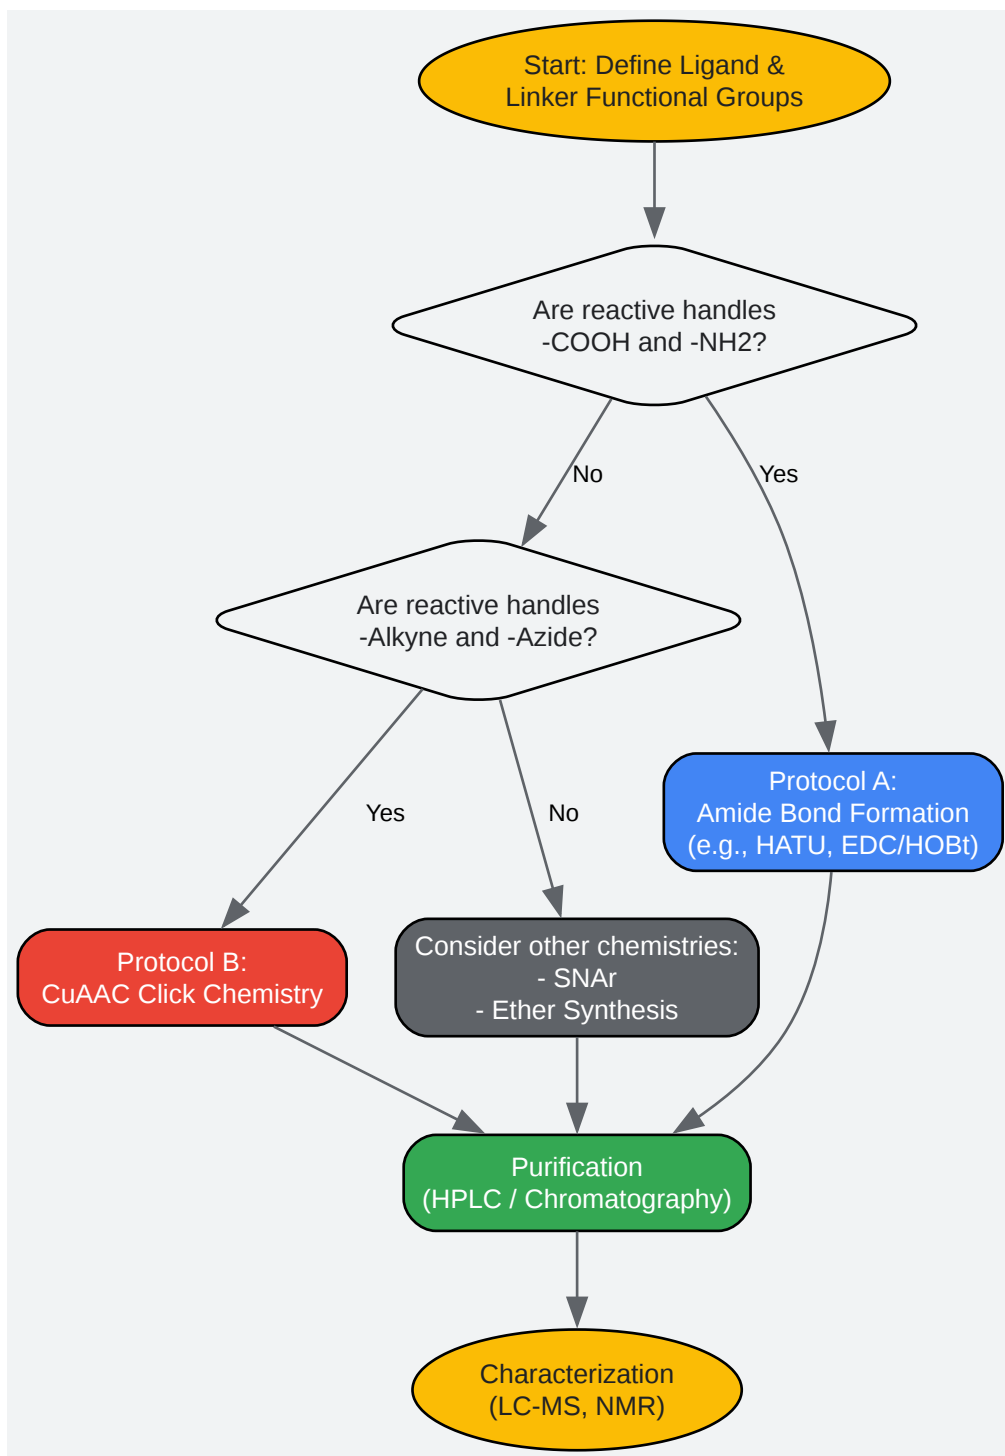 Start: Define Ligand &
Linker Functional Groups
Are reactive handles
-COOH and -NH2?
No
Yes
Are reactive handles
-Alkyne and -Azide?
Protocol A:
Amide Bond Formation
(e.g., HATU, EDC/HOBt)
Yes
No
Protocol B:
CuAAC Click Chemistry
Consider other chemistries:
- SNAr
- Ether Synthesis
Purification
(HPLC / Chromatography)
Characterization
(LC-MS, NMR)